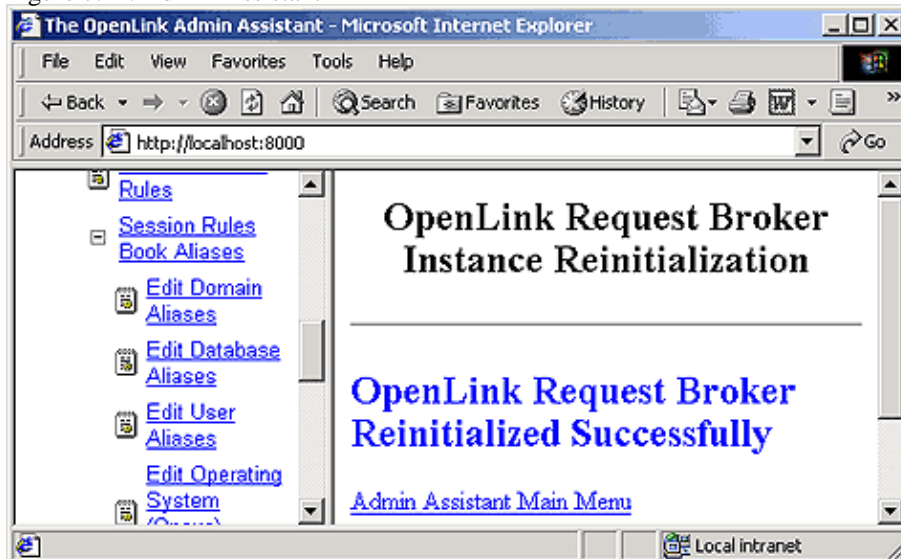 The OpenLink Admin Assistant - Microsoft Internet Explorer
File Edit View Favorites Tools Help
Back Search Favorites History Go
Address http://localhost:8000
Rules
Session Rules
Book Aliases
Edit Domain
Aliases
Edit Database
Aliases
Edit User
Aliases
Edit Operating
System
OpenLink Request Broker
Instance Reinitialization
OpenLink Request Broker
Reinitialized Successfully
Admin Assistant Main Menu
Local intranet